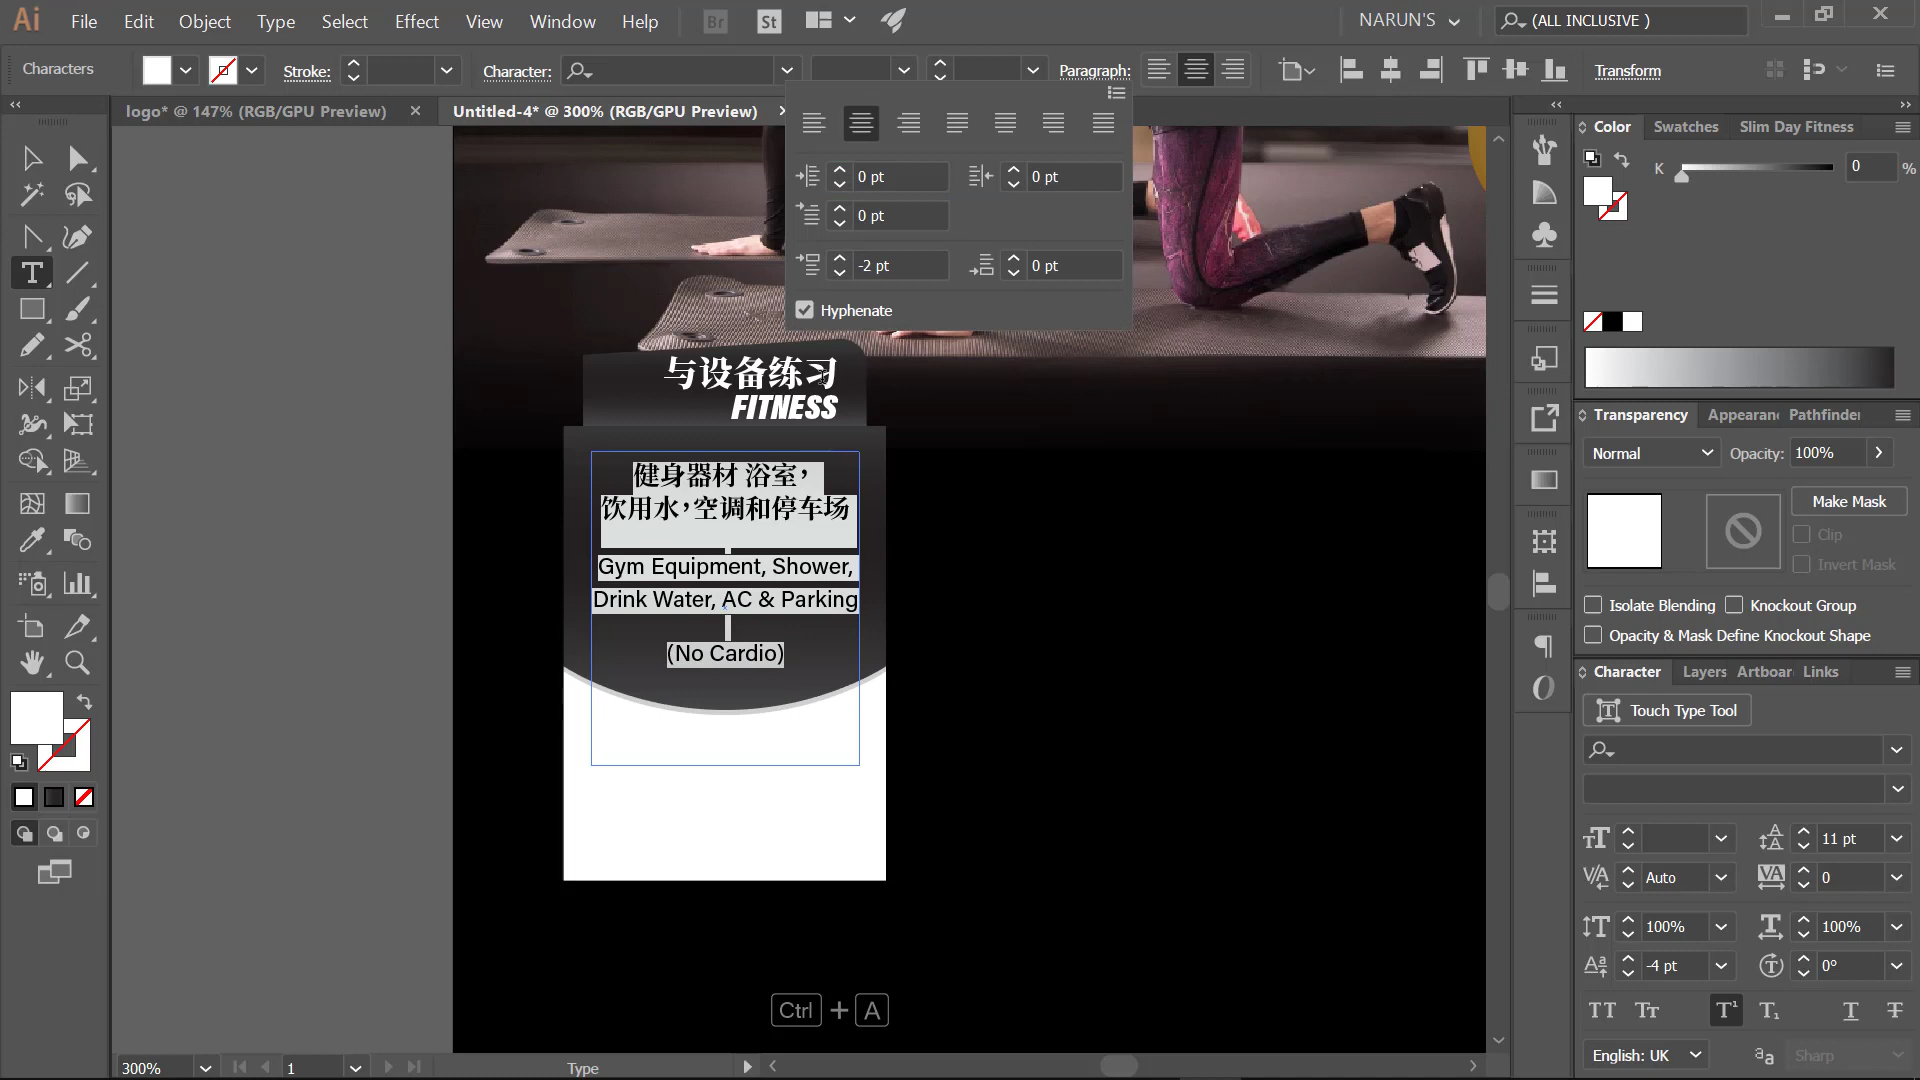 Ai File Edit Object Type Select Effect View Window Help Br St NARUN'S (ALL INCLUSIVE )
Characters Stroke: Character: Paragraph: Transform
logo* @ 147% (RGB/GPU Preview) Untitled-4* @ 300% (RGB/GPU Preview)
0 pt 0 pt
0 pt
-2 pt 0 pt
Hyphenate
与设备练习
FITNESS
健身器材 浴室，
饮用水，空调和停车场
Gym Equipment, Shower,
Drink Water, AC & Parking
(No Cardio)
Ctrl + A
Color Swatches Slim Day Fitness
K 0 %
Transparency Appearanc Pathfinder
Normal Opacity: 100%
Make Mask
Clip
Invert Mask
Isolate Blending Knockout Group
Opacity & Mask Define Knockout Shape
Character Layers Artboar Links
Touch Type Tool
11 pt
Auto 0
100% 100%
-4 pt 0°
English: UK Sharp
300% 1 Type